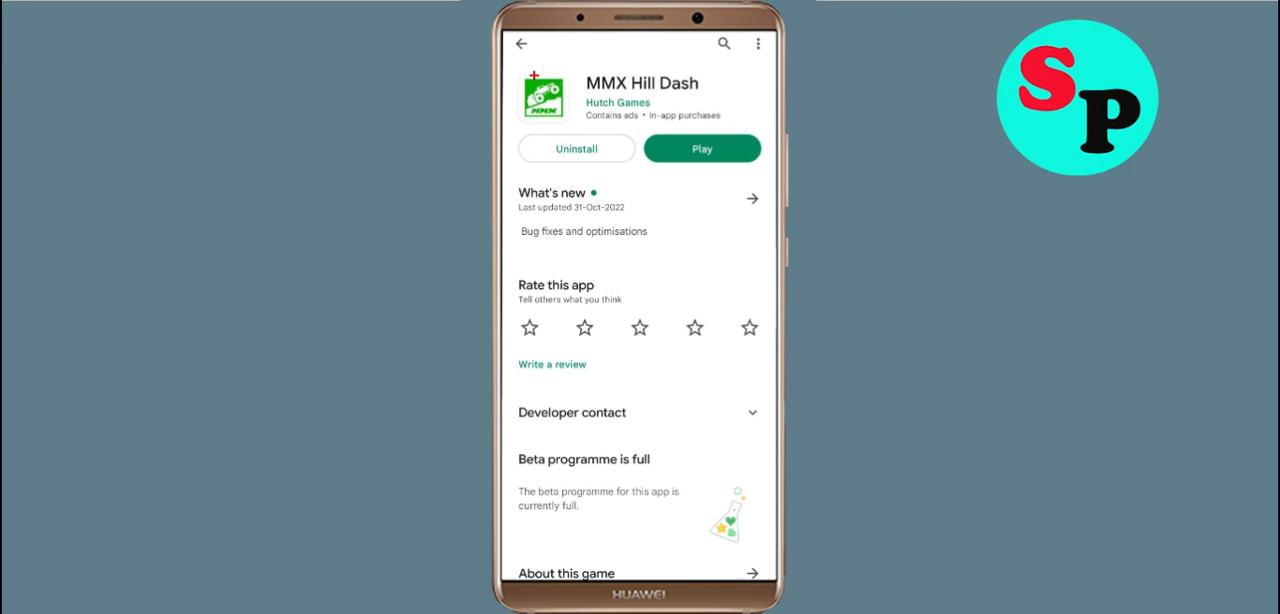 MMX Hill Dash
Hutch Games
Contains ads • In-app purchases
Uninstall
Play
What's new
Last updated 31-Oct-2022
Bug fixes and optimisations
Rate this app
Tell others what you think
Write a review
Developer contact
Beta programme is full
The beta programme for this app is
currently full.
About this game
HUAWEI
MMX
SP